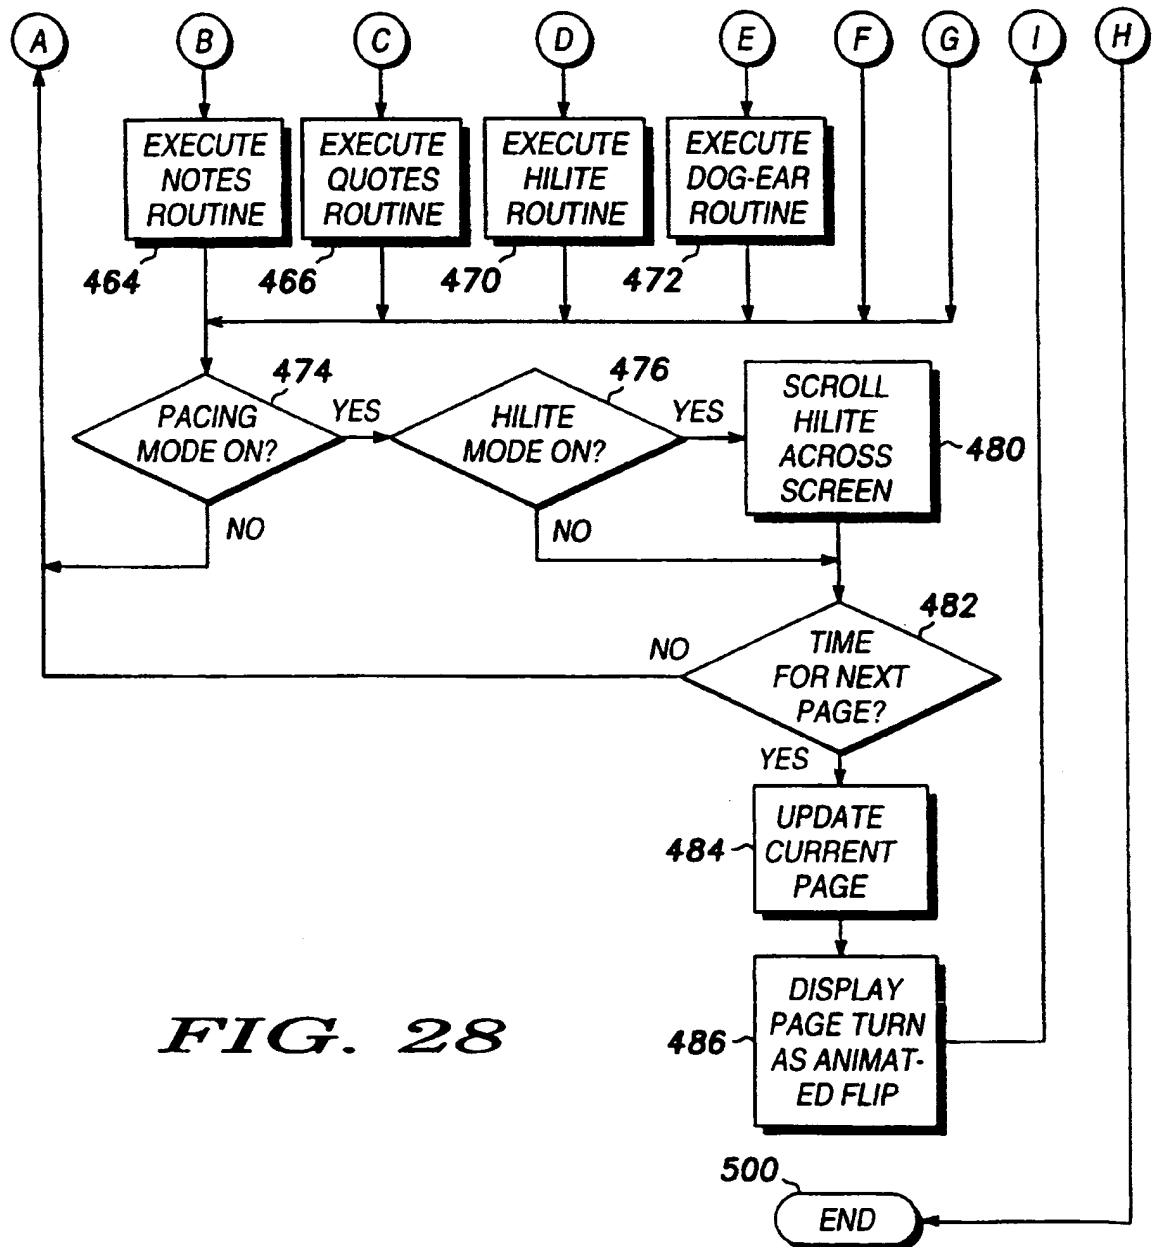 A
B
C
D
E
F
G
I
H
EXECUTE
NOTES
ROUTINE
464
EXECUTE
QUOTES
ROUTINE
466
EXECUTE
HILITE
ROUTINE
470
EXECUTE
DOG-EAR
ROUTINE
472
PACING
MODE ON?
474
YES
NO
HILITE
MODE ON?
476
YES
NO
SCROLL
HILITE
ACROSS
SCREEN
480
TIME
FOR NEXT
PAGE?
482
NO
YES
UPDATE
CURRENT
PAGE
484
DISPLAY
PAGE TURN
AS ANIMAT-
ED FLIP
486
FIG. 28
500
END